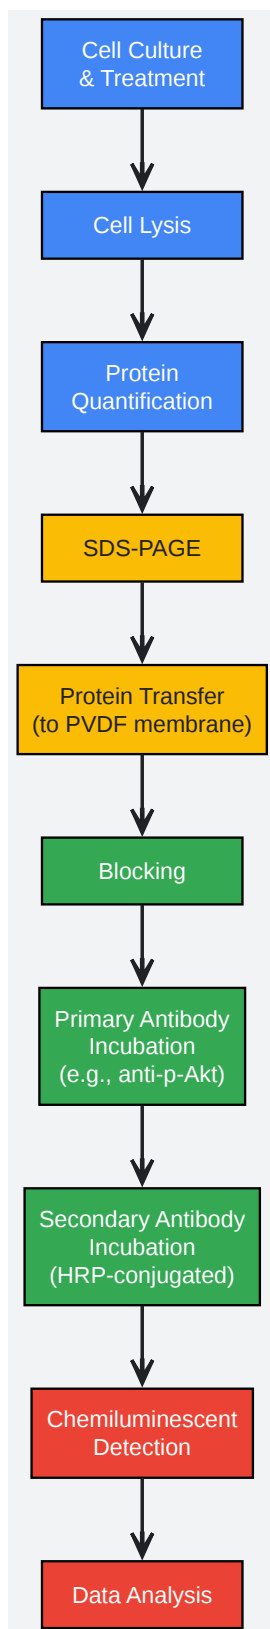 Cell Culture
& Treatment
Cell Lysis
Protein
Quantification
SDS-PAGE
Protein Transfer
(to PVDF membrane)
Blocking
Primary Antibody
Incubation
(e.g., anti-p-Akt)
Secondary Antibody
Incubation
(HRP-conjugated)
Chemiluminescent
Detection
Data Analysis